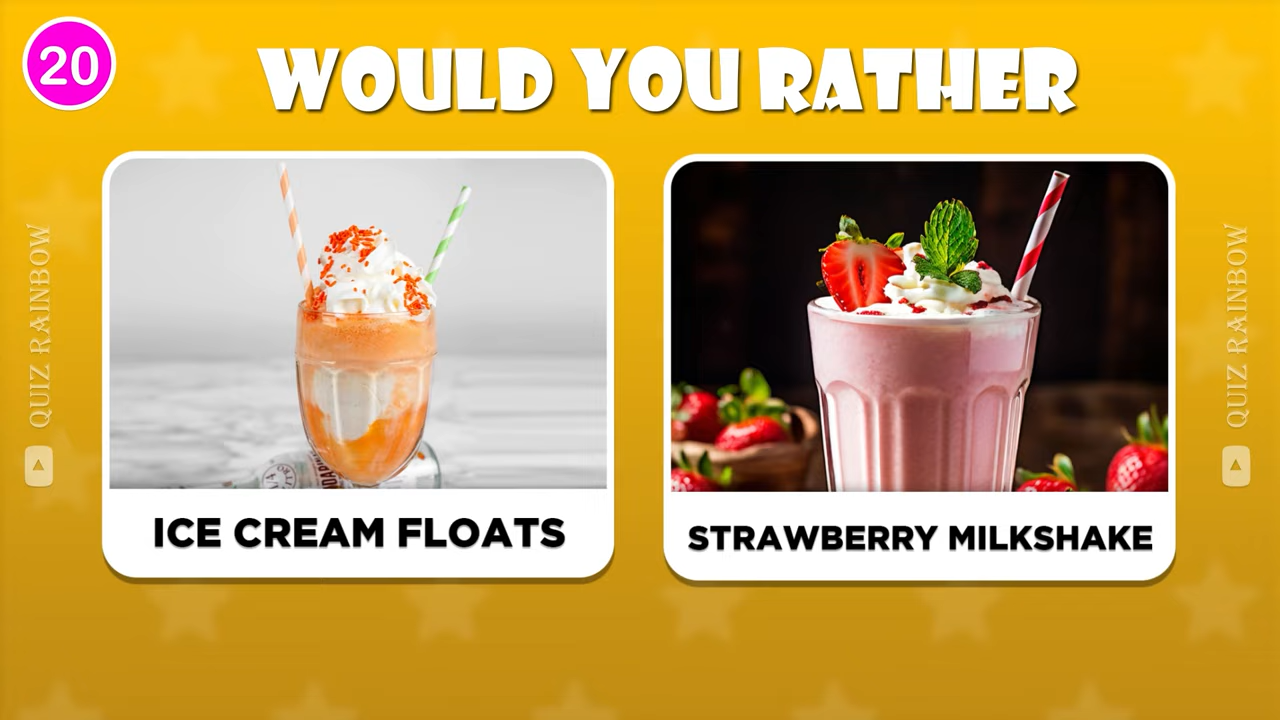 20
WOULD YOU RATHER
ICE CREAM FLOATS
STRAWBERRY MILKSHAKE
QUIZ RAINBOW
QUIZ RAINBOW